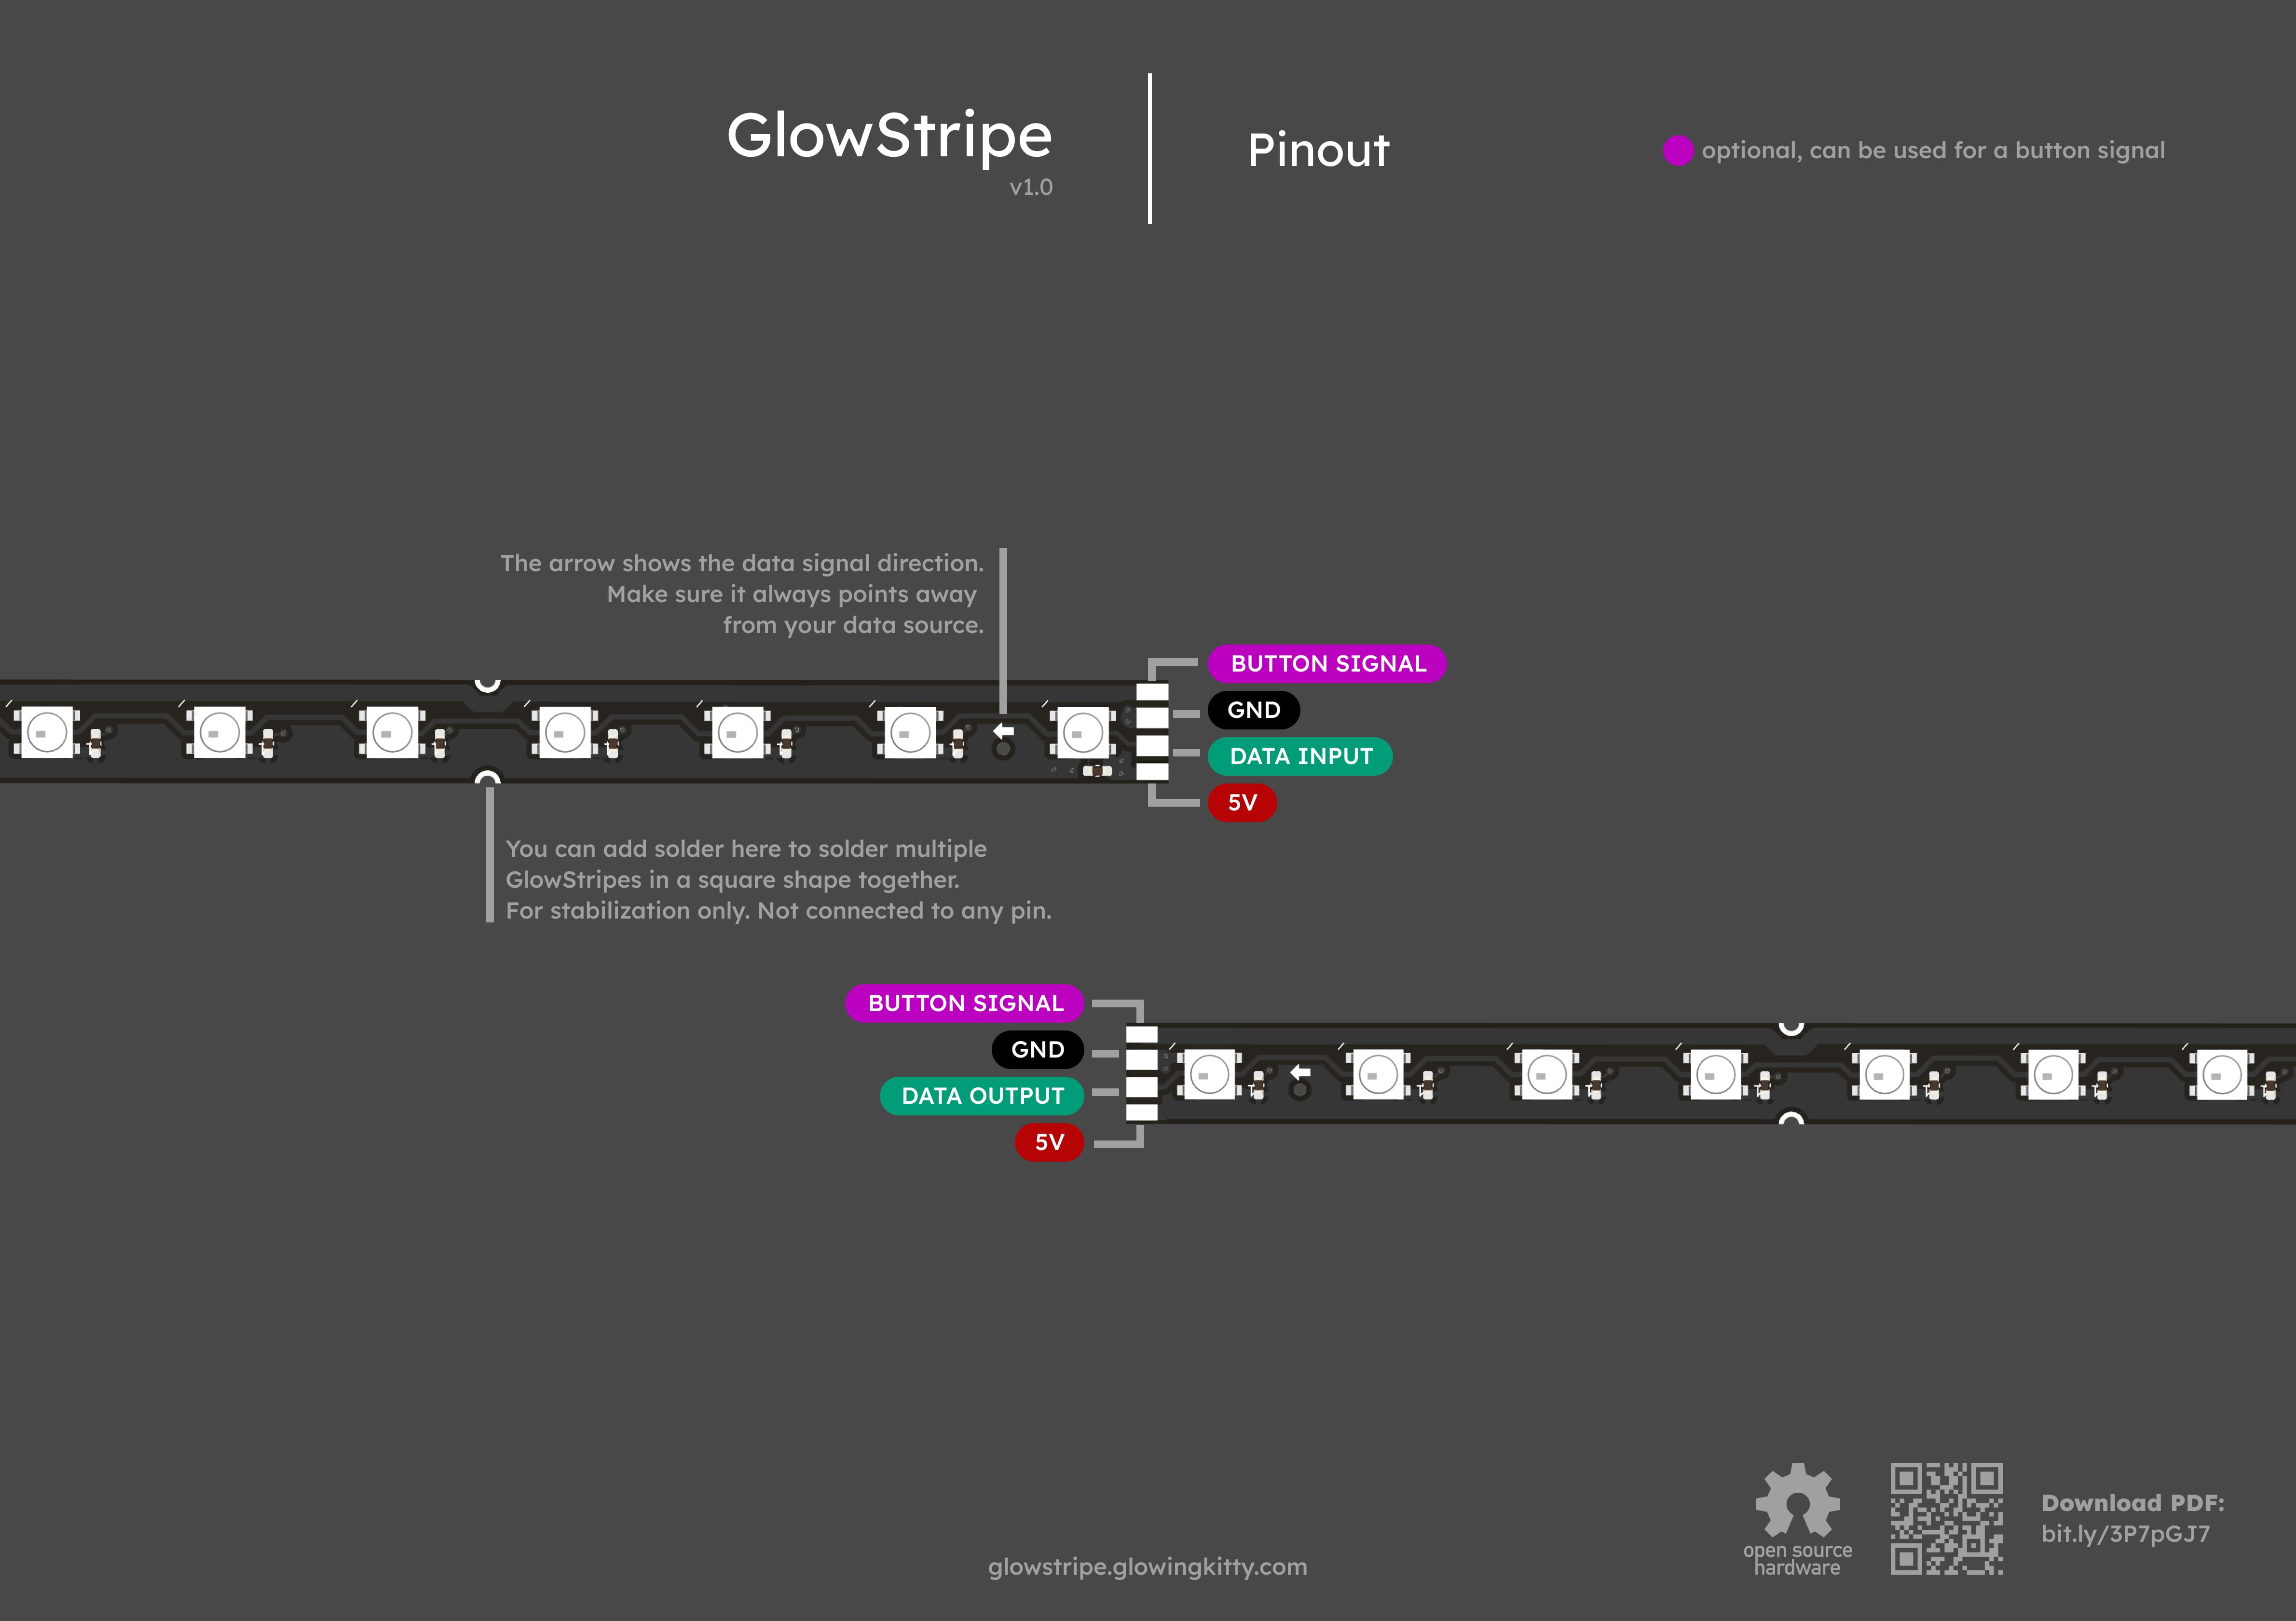 GlowStripe
v1.0
Pinout
optional, can be used for a button signal
The arrow shows the data signal direction.
Make sure it always points away
from your data source.
BUTTON SIGNAL
GND
DATA INPUT
5V
You can add solder here to solder multiple
GlowStripes in a square shape together.
For stabilization only. Not connected to any pin.
BUTTON SIGNAL
GND
DATA OUTPUT
5V
open source
hardware
Download PDF:
bit.ly/3P7pGJ7
glowstripe.glowingkitty.com